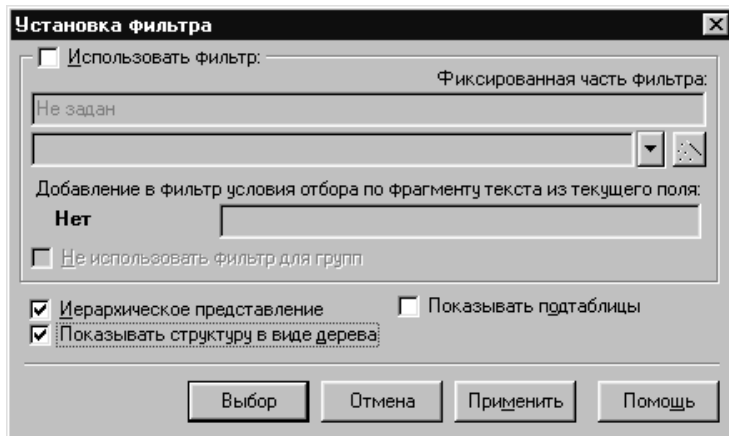 Установка фильтра
Использовать фильтр:
Фиксированная часть фильтра:
Не задан
Добавление в фильтр условия отбора по фрагменту текста из текущего поля:
Нет
Не использовать фильтр для групп
Иерархическое представление
Показывать подтаблицы
Показывать структуру в виде дерева
Выбор
Отмена
Применить
Помощь